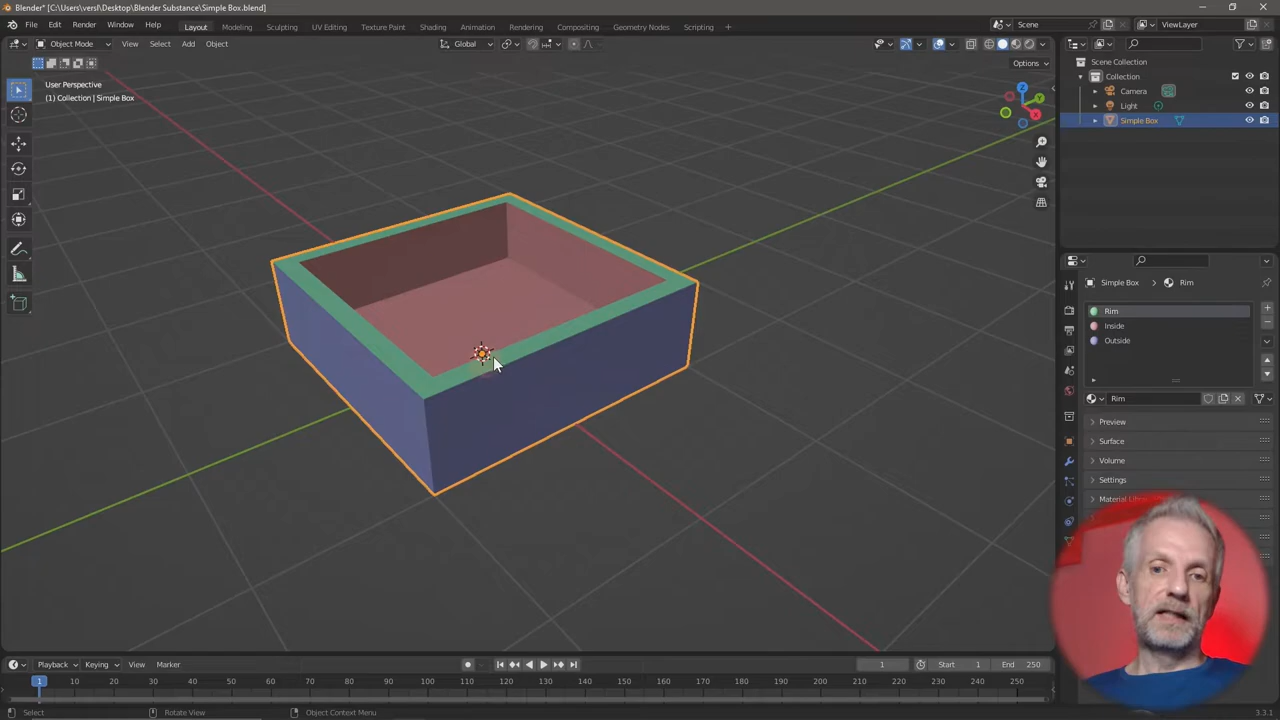 Blender* [C:\Users\versl\Desktop\Blender Substance\Simple Box.blend]
File Edit Render Window Help Layout Modeling Sculpting UV Editing Texture Paint Shading Animation Rendering Compositing Geometry Nodes Scripting + Scene ViewLayer
Object Mode View Select Add Object Global
Options
User Perspective
(1) Collection | Simple Box
Z
Y
X
Scene Collection
Collection
Camera
Light
Simple Box
Simple Box > Rim
Rim
Inside
Outside
Rim
Preview
Surface
Volume
Settings
Material
Playback Keying View Marker 1 Start 1 End 250
1 10 20 30 40 50 60 70 80 90 100 110 120 130 140 150 160 170 180 190 200 210 220 230 240 250
Select Rotate View Object Context Menu 3.3.1